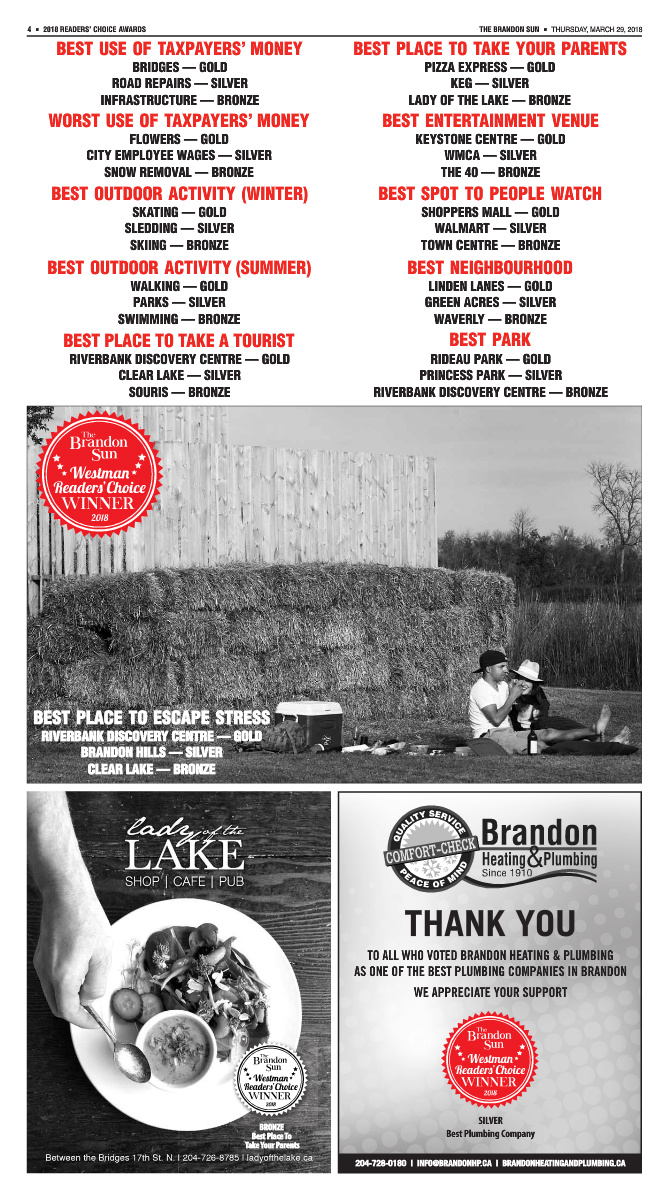 4 ▪ 2018 READERS' CHOICE AWARDS
THE BRANDON SUN ▪ THURSDAY, MARCH 29, 2018
BEST USE OF TAXPAYERS' MONEY
BRIDGES — GOLD
ROAD REPAIRS — SILVER
INFRASTRUCTURE — BRONZE
WORST USE OF TAXPAYERS' MONEY
FLOWERS — GOLD
CITY EMPLOYEE WAGES — SILVER
SNOW REMOVAL — BRONZE
BEST OUTDOOR ACTIVITY (WINTER)
SKATING — GOLD
SLEDDING — SILVER
SKIING — BRONZE
BEST OUTDOOR ACTIVITY (SUMMER)
WALKING — GOLD
PARKS — SILVER
SWIMMING — BRONZE
BEST PLACE TO TAKE A TOURIST
RIVERBANK DISCOVERY CENTRE — GOLD
CLEAR LAKE — SILVER
SOURIS — BRONZE
BEST PLACE TO TAKE YOUR PARENTS
PIZZA EXPRESS — GOLD
KEG — SILVER
LADY OF THE LAKE — BRONZE
BEST ENTERTAINMENT VENUE
KEYSTONE CENTRE — GOLD
WMCA — SILVER
THE 40 — BRONZE
BEST SPOT TO PEOPLE WATCH
SHOPPERS MALL — GOLD
WALMART — SILVER
TOWN CENTRE — BRONZE
BEST NEIGHBOURHOOD
LINDEN LANES — GOLD
GREEN ACRES — SILVER
WAVERLY — BRONZE
BEST PARK
RIDEAU PARK — GOLD
PRINCESS PARK — SILVER
RIVERBANK DISCOVERY CENTRE — BRONZE
The
Brandon
Sun
Westman
Readers' Choice
WINNER
2018
BEST PLACE TO ESCAPE STRESS
RIVERBANK DISCOVERY CENTRE — GOLD
BRANDON HILLS — SILVER
CLEAR LAKE — BRONZE
lady of the
LAKE
SHOP | CAFE | PUB
The
Brandon
Sun
Westman
Readers' Choice
WINNER
2018
BRONZE
Best Place To
Take Your Parents
Between the Bridges 17th St. N. | 204-726-8785 | ladyofthelake.ca
QUALITY SERVICE
COMFORT-CHECK
PEACE OF MIND
Brandon
Heating & Plumbing
Since 1910
THANK YOU
TO ALL WHO VOTED BRANDON HEATING & PLUMBING
AS ONE OF THE BEST PLUMBING COMPANIES IN BRANDON
WE APPRECIATE YOUR SUPPORT
The
Brandon
Sun
Westman
Readers' Choice
WINNER
2018
SILVER
Best Plumbing Company
204-728-0180 | INFO@BRANDONHP.CA | BRANDONHEATINGANDPLUMBING.CA